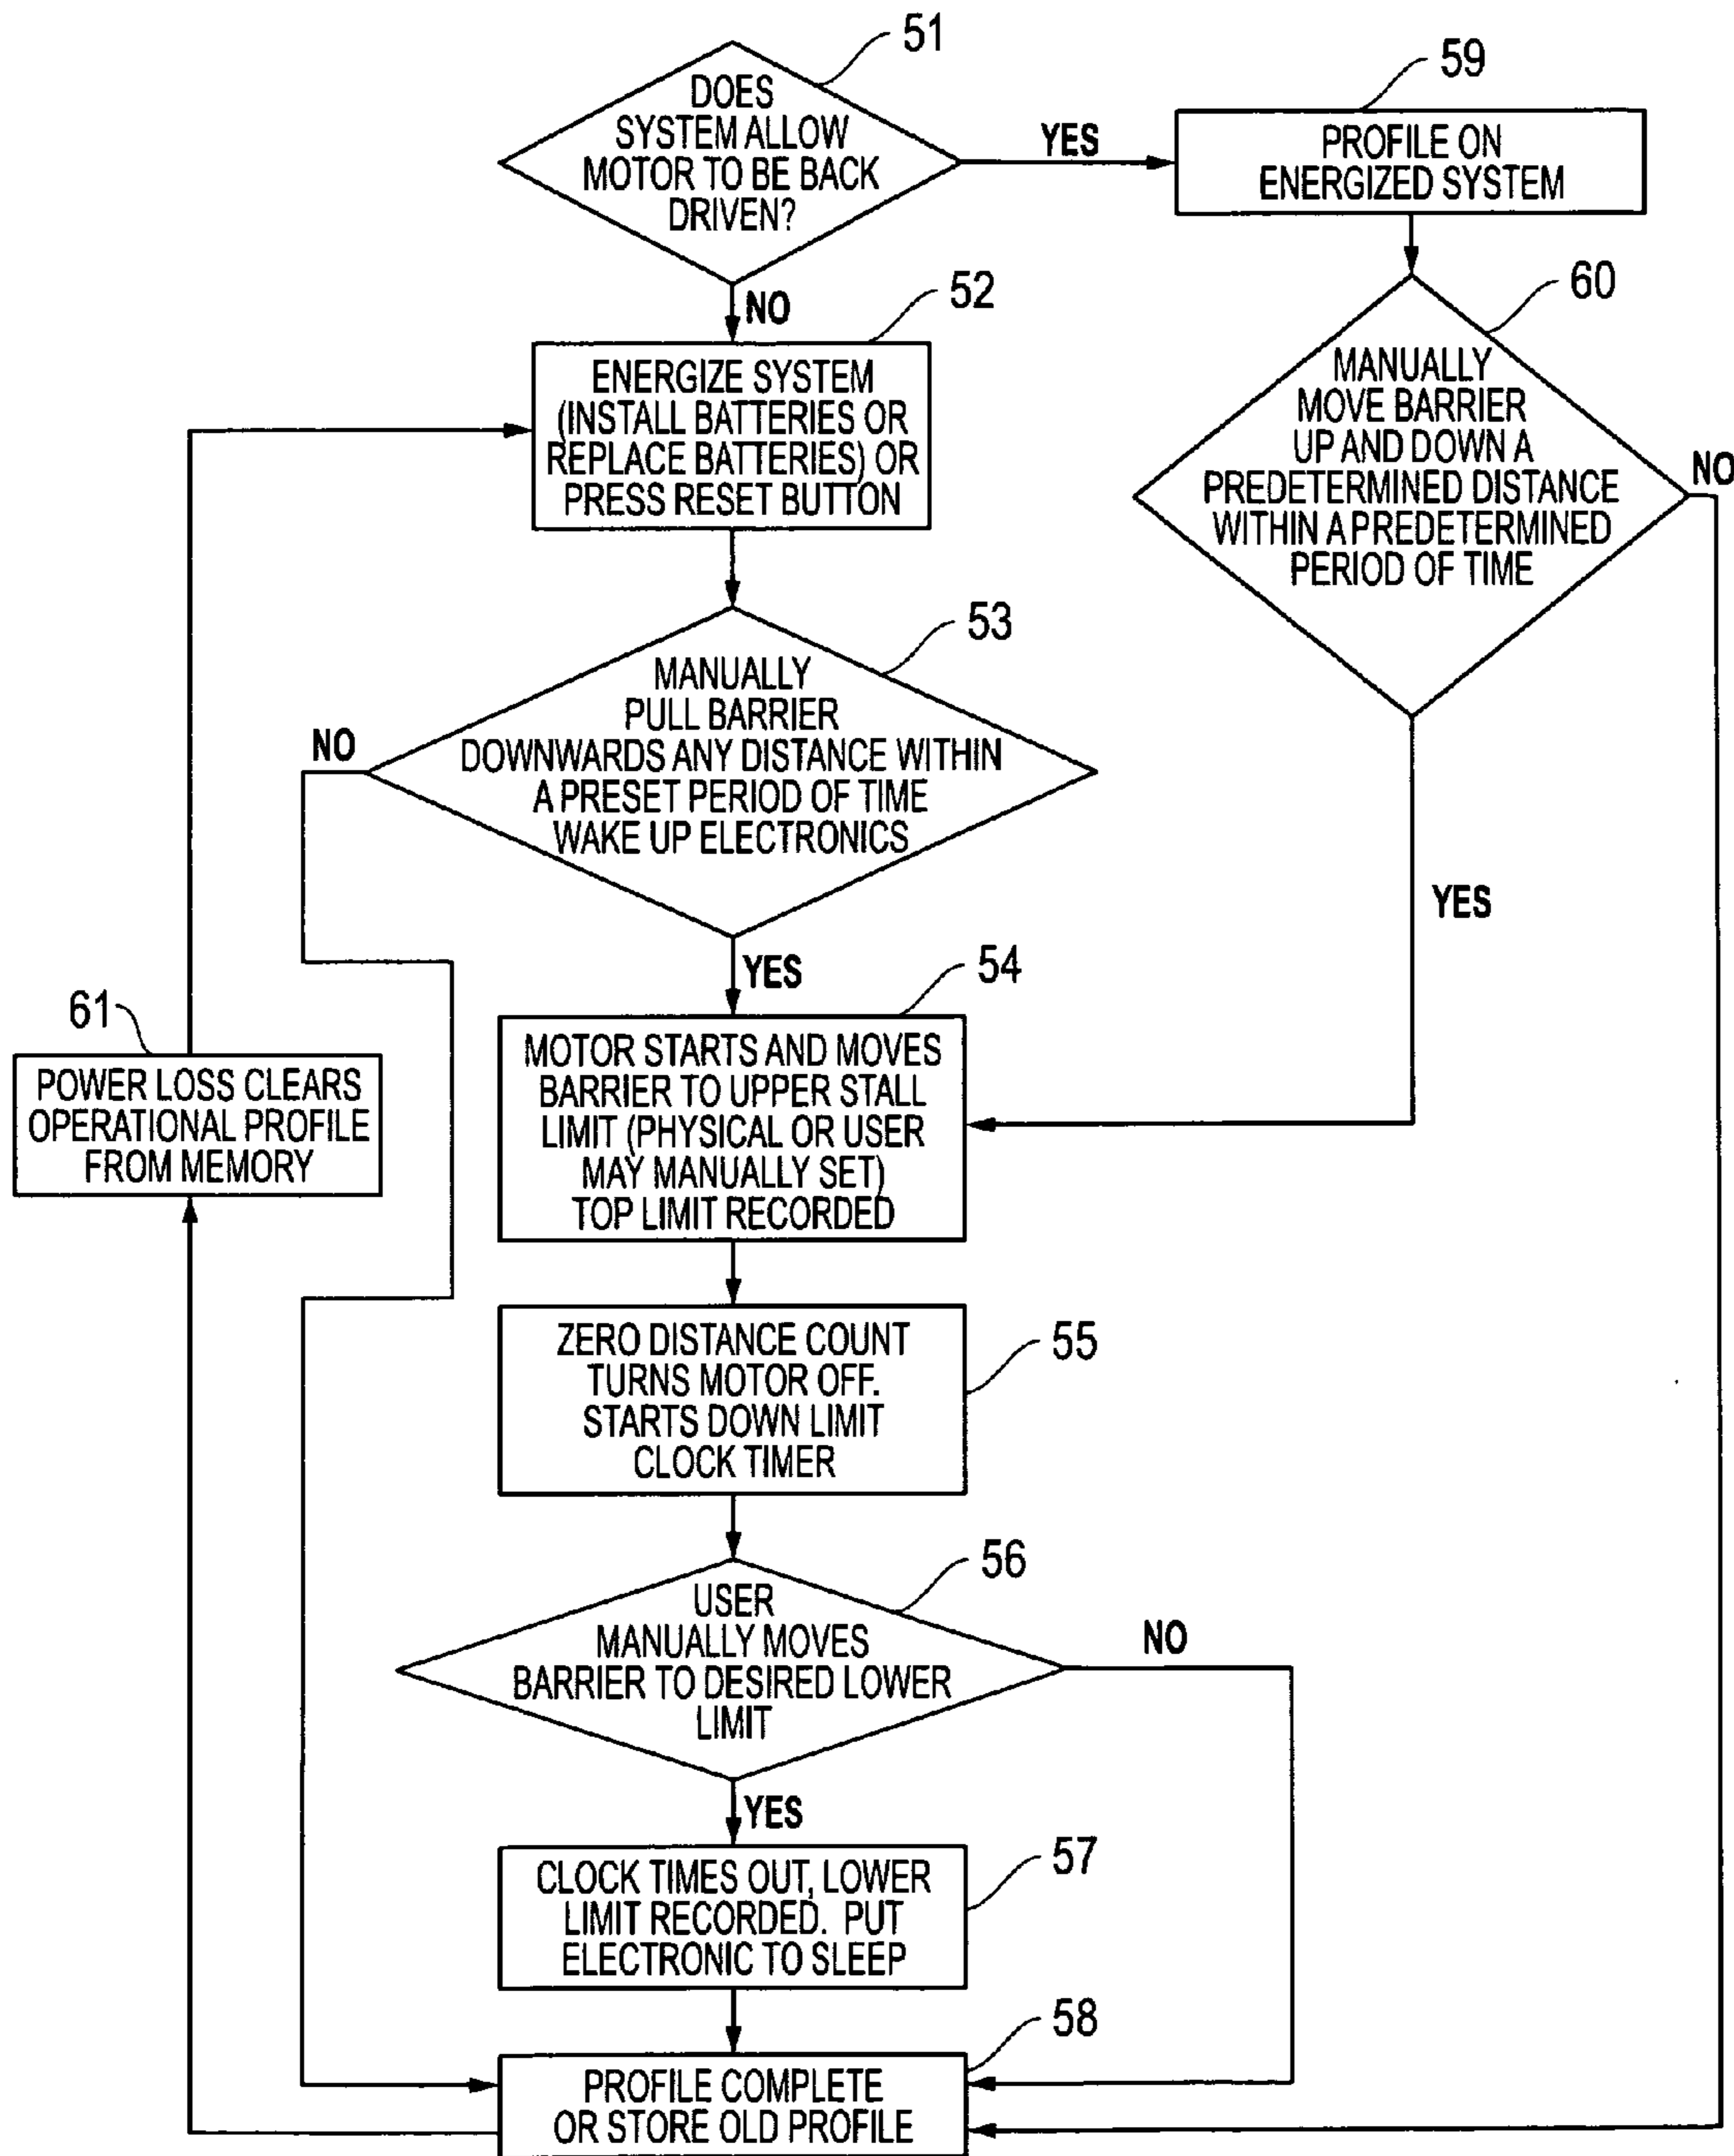 51
DOES
SYSTEM ALLOW
MOTOR TO BE BACK
DRIVEN?
YES
59
PROFILE ON
ENERGIZED SYSTEM
NO
52
ENERGIZE SYSTEM
(INSTALL BATTERIES OR
REPLACE BATTERIES) OR
PRESS RESET BUTTON
60
MANUALLY
MOVE BARRIER
UP AND DOWN A
PREDETERMINED DISTANCE
WITHIN A PREDETERMINED
PERIOD OF TIME
NO
YES
53
MANUALLY
PULL BARRIER
DOWNWARDS ANY DISTANCE WITHIN
A PRESET PERIOD OF TIME
WAKE UP ELECTRONICS
NO
YES
54
MOTOR STARTS AND MOVES
BARRIER TO UPPER STALL
LIMIT (PHYSICAL OR USER
MAY MANUALLY SET)
TOP LIMIT RECORDED
61
POWER LOSS CLEARS
OPERATIONAL PROFILE
FROM MEMORY
55
ZERO DISTANCE COUNT
TURNS MOTOR OFF.
STARTS DOWN LIMIT
CLOCK TIMER
56
USER
MANUALLY MOVES
BARRIER TO DESIRED LOWER
LIMIT
NO
YES
57
CLOCK TIMES OUT, LOWER
LIMIT RECORDED. PUT
ELECTRONIC TO SLEEP
58
PROFILE COMPLETE
OR STORE OLD PROFILE